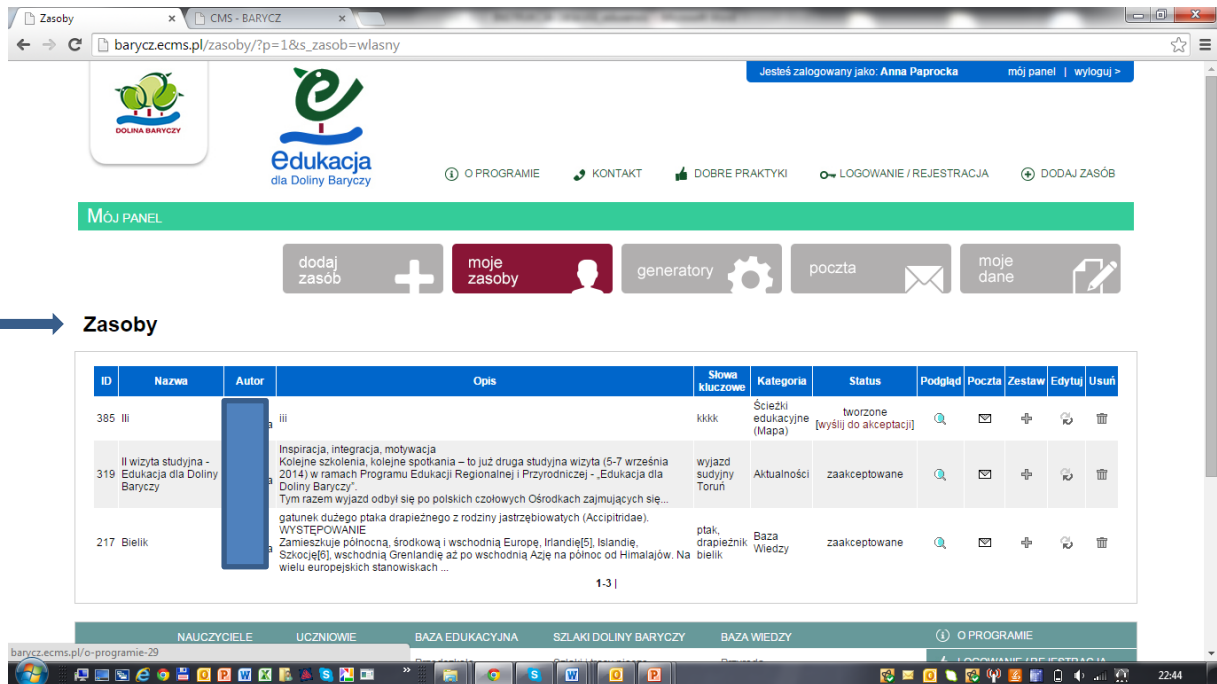 Zasoby
CMS - BARYCZ
barycz.ecms.pl/zasoby/?p=1&s_zasob=wlasny
Jesteś zalogowany jako: Anna Paprocka mój panel | wyloguj >
DOLINA BARYCZY
edukacja
dla Doliny Baryczy
O PROGRAMIE KONTAKT DOBRE PRAKTYKI LOGOWANIE / REJESTRACJA DODAJ ZASÓB
MÓJ PANEL
dodaj zasób
moje zasoby
generatory
poczta
moje dane
Zasoby
ID Nazwa Autor Opis Słowa kluczowe Kategoria Status Podgląd Poczta Zestaw Edytuj Usuń
385 Ili a iii kkkk Ścieżki edukacyjne (Mapa) tworzone [wyślij do akceptacji]
319 II wizyta studyjna - Edukacja dla Doliny Baryczy a
Inspiracja, integracja, motywacja
Kolejne szkolenia, kolejne spotkania – to już druga studyjna wizyta (5-7 września
2014) w ramach Programu Edukacji Regionalnej i Przyrodniczej - „Edukacja dla
Doliny Baryczy".
Tym razem wyjazd odbył się po polskich czołowych Ośrodkach zajmujących się...
wyjazd sudyjny Toruń Aktualności zaakceptowane
217 Bielik a
gatunek dużego ptaka drapieżnego z rodziny jastrzębiowatych (Accipitridae).
WYSTĘPOWANIE
Zamieszkuje północną, środkową i wschodnią Europę, Irlandię[5], Islandię,
Szkocję[6], wschodnią Grenlandię aż po wschodnią Azję na północ od Himalajów. Na
wielu europejskich stanowiskach ...
ptak, drapieżnik bielik Baza Wiedzy zaakceptowane
1-3 |
NAUCZYCIELE UCZNIOWIE BAZA EDUKACYJNA SZLAKI DOLINY BARYCZY BAZA WIEDZY O PROGRAMIE
barycz.ecms.pl/o-programie-29
22:44